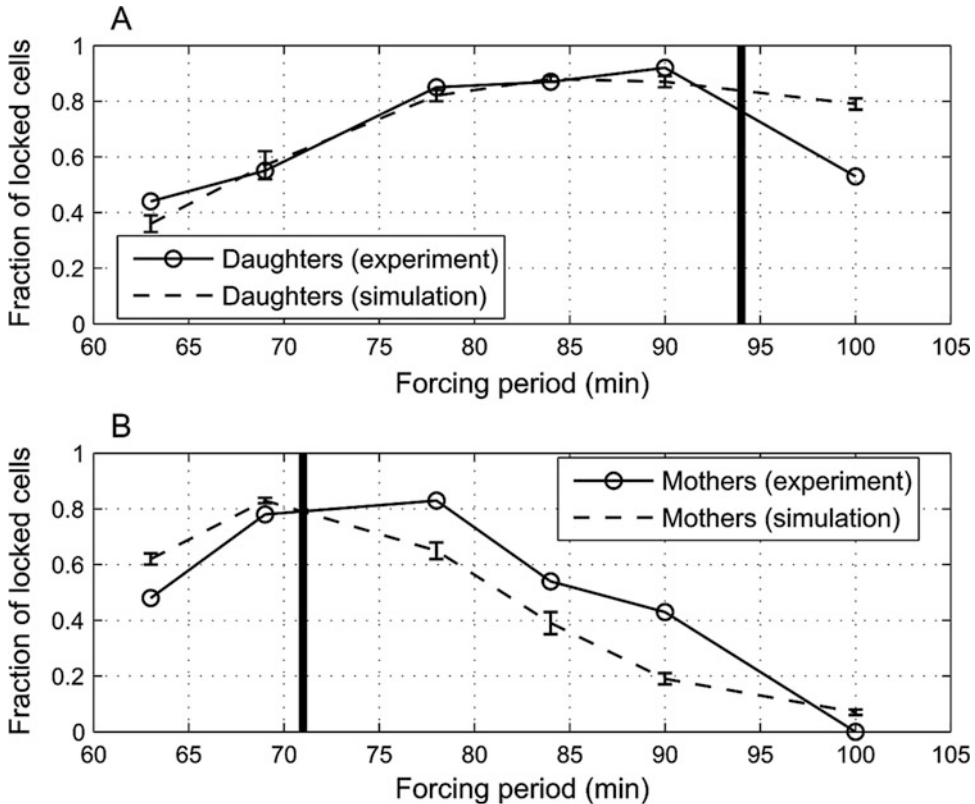 A
Fraction of locked cells
1
0.8
0.6
0.4
0.2
0
Daughters (experiment)
Daughters (simulation)
60 65 70 75 80 85 90 95 100 105
Forcing period (min)
B
Fraction of locked cells
1
0.8
0.6
0.4
0.2
0
Mothers (experiment)
Mothers (simulation)
60 65 70 75 80 85 90 95 100 105
Forcing period (min)